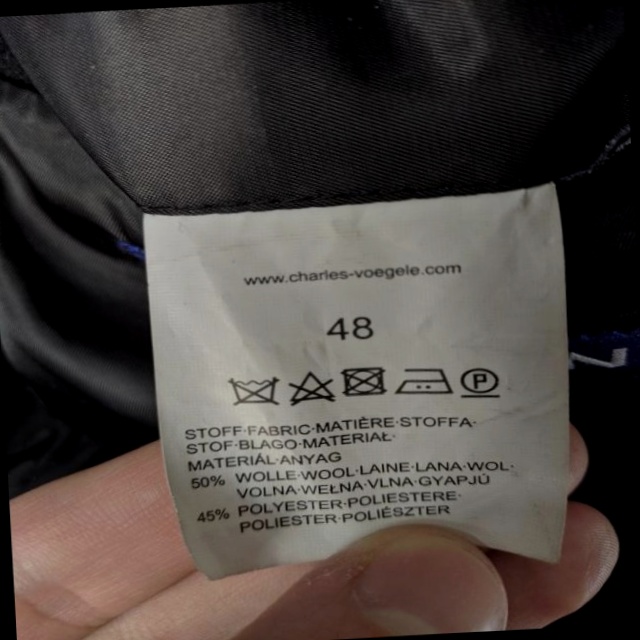 www.charles-voegele.com
48
P
STOFF·FABRIC·MATIÈRE·STOFFA·
STOF·BLAGO·MATERIAŁ·
MATERIÁL·ANYAG
50% WOLLE·WOOL·LAINE·LANA·WOL·
VOLNA·WEŁNA·VLNA·GYAPJÚ
45% POLYESTER·POLIESTERE·
POLIESTER·POLIÉSZTER